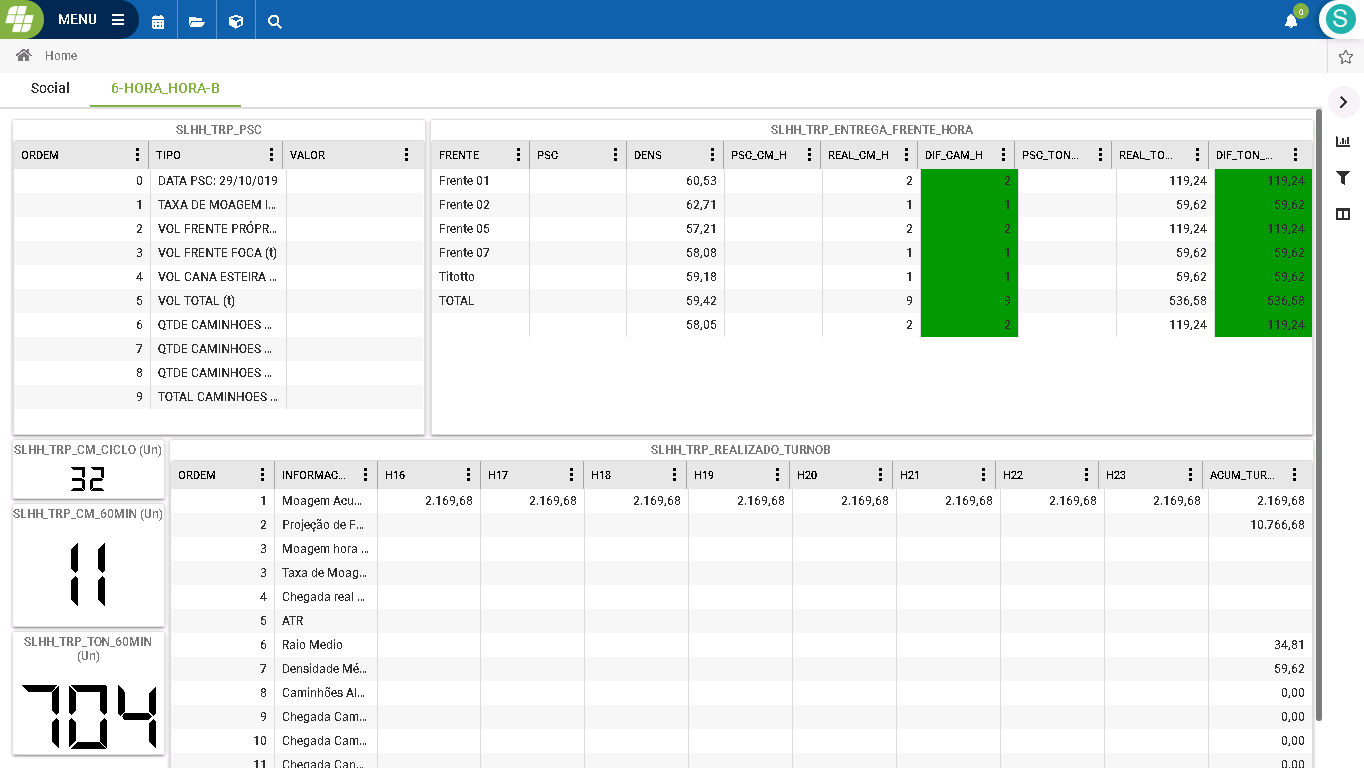 MENU
0
S
Home
Social 6-HORA_HORA-B
SLHH_TRP_PSC
ORDEM TIPO VALOR
0 DATA PSC: 29/10/019
1 TAXA DE MOAGEM I...
2 VOL FRENTE PRÓPR...
3 VOL FRENTE FOCA (t)
4 VOL CANA ESTEIRA ...
5 VOL TOTAL (t)
6 QTDE CAMINHOES ...
7 QTDE CAMINHOES ...
8 QTDE CAMINHOES ...
9 TOTAL CAMINHOES ...
SLHH_TRP_ENTREGA_FRENTE_HORA
FRENTE PSC DENS PSC_CM_H REAL_CM_H DIF_CAM_H PSC_TON... REAL_TO... DIF_TON_...
Frente 01 60,53 2 2 119,24 119,24
Frente 02 62,71 1 1 59,62 59,62
Frente 05 57,21 2 2 119,24 119,24
Frente 07 58,08 1 1 59,62 59,62
Titotto 59,18 1 1 59,62 59,62
TOTAL 59,42 9 9 536,58 536,58
58,05 2 2 119,24 119,24
SLHH_TRP_CM_CICLO (Un)
32
SLHH_TRP_CM_60MIN (Un)
11
SLHH_TRP_TON_60MIN
(Un)
704
SLHH_TRP_REALIZADO_TURNOB
ORDEM INFORMAC... H16 H17 H18 H19 H20 H21 H22 H23 ACUM_TUR...
1 Moagem Acu... 2.169,68 2.169,68 2.169,68 2.169,68 2.169,68 2.169,68 2.169,68 2.169,68 2.169,68
2 Projeção de F... 10.766,68
3 Moagem hora ...
3 Taxa de Moag...
4 Chegada real ...
5 ATR
6 Raio Medio 34,81
7 Densidade Mé... 59,62
8 Caminhões Al... 0,00
9 Chegada Cam... 0,00
10 Chegada Cam... 0,00
11 Chegada Can... 0,00